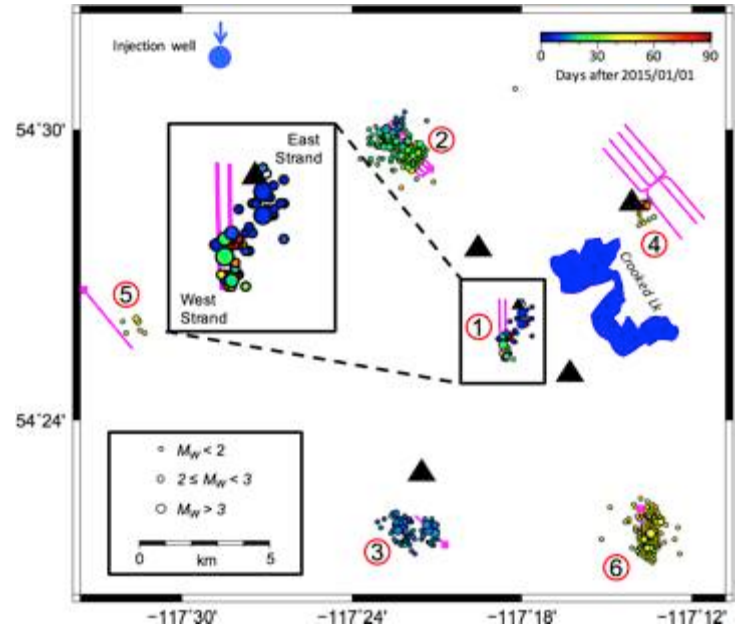 Injection well
0 30 60 90
Days after 2015/01/01
54°30'
East
Strand
2
4
Crooked Lk
5
1
West
Strand
54°24'
Mw < 2
2 ≤ Mw < 3
Mw > 3
0 km 5
3
6
−117°30' −117°24' −117°18' −117°12'